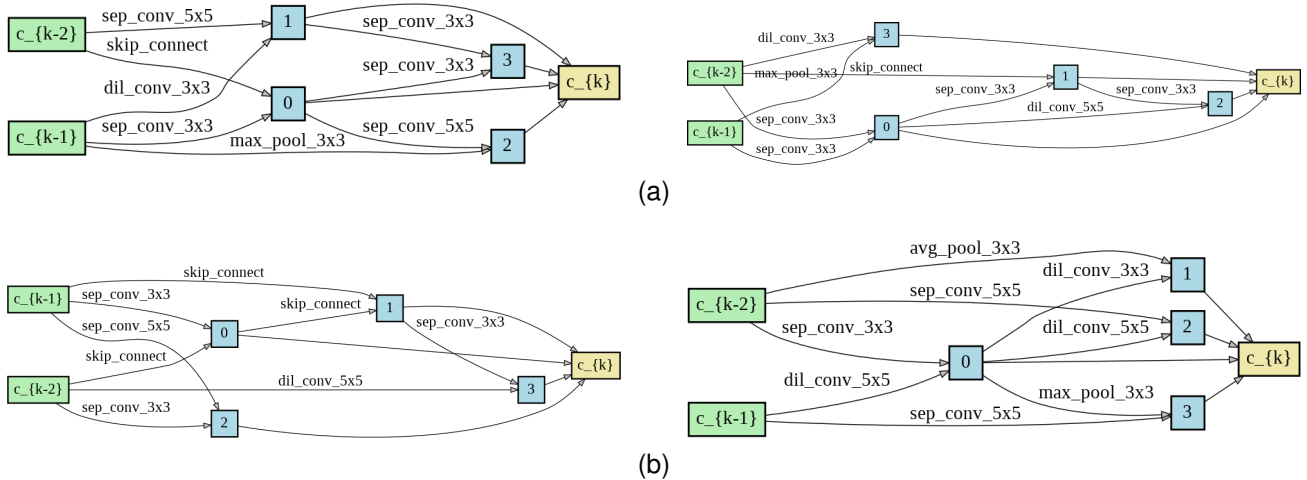 c_{k-2}
sep_conv_5x5
1
sep_conv_3x3
skip_connect
3
sep_conv_3x3
c_{k}
dil_conv_3x3
0
c_{k-1}
sep_conv_3x3
sep_conv_5x5
max_pool_3x3
2
dil_conv_3x3
3
c_{k-2}
max_pool_3x3
skip_connect
1
c_{k}
sep_conv_3x3
sep_conv_3x3
2
dil_conv_5x5
sep_conv_3x3
c_{k-1}
0
sep_conv_3x3
(a)
skip_connect
c_{k-1}
sep_conv_3x3
skip_connect
1
sep_conv_5x5
0
sep_conv_3x3
skip_connect
c_{k}
c_{k-2}
dil_conv_5x5
3
sep_conv_3x3
2
avg_pool_3x3
dil_conv_3x3
1
c_{k-2}
sep_conv_5x5
sep_conv_3x3
dil_conv_5x5
2
0
c_{k}
dil_conv_5x5
max_pool_3x3
c_{k-1}
sep_conv_5x5
3
(b)